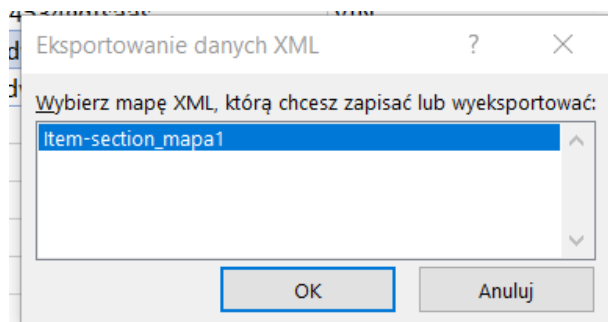 Eksportowanie danych XML ?
Wybierz mapę XML, którą chcesz zapisać lub wyeksportować:
Item-section_mapa1
OK Anuluj